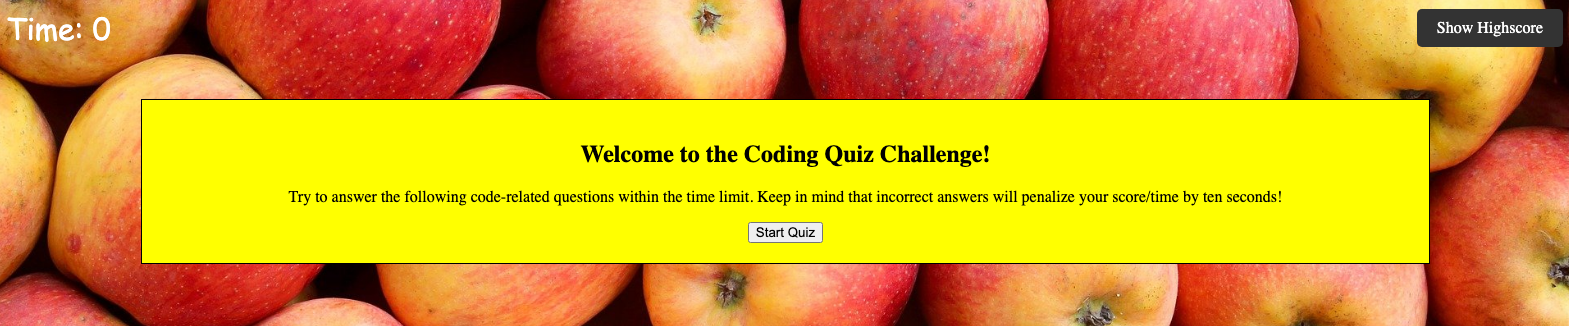 Time: 0
Show Highscore
Welcome to the Coding Quiz Challenge!
Try to answer the following code-related questions within the time limit. Keep in mind that incorrect answers will penalize your score/time by ten seconds!
Start Quiz